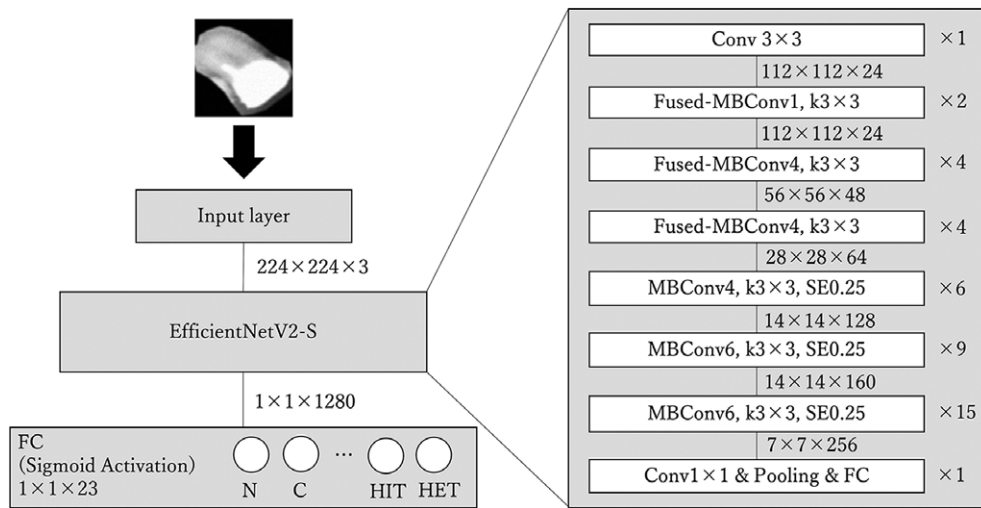 Input layer
224×224×3
EfficientNetV2-S
1×1×1280
FC
(Sigmoid Activation)
1×1×23
N C ⋯ HIT HET
Conv 3×3 ×1
112×112×24
Fused-MBConv1, k3×3 ×2
112×112×24
Fused-MBConv4, k3×3 ×4
56×56×48
Fused-MBConv4, k3×3 ×4
28×28×64
MBConv4, k3×3, SE0.25 ×6
14×14×128
MBConv6, k3×3, SE0.25 ×9
14×14×160
MBConv6, k3×3, SE0.25 ×15
7×7×256
Conv1×1 & Pooling & FC ×1